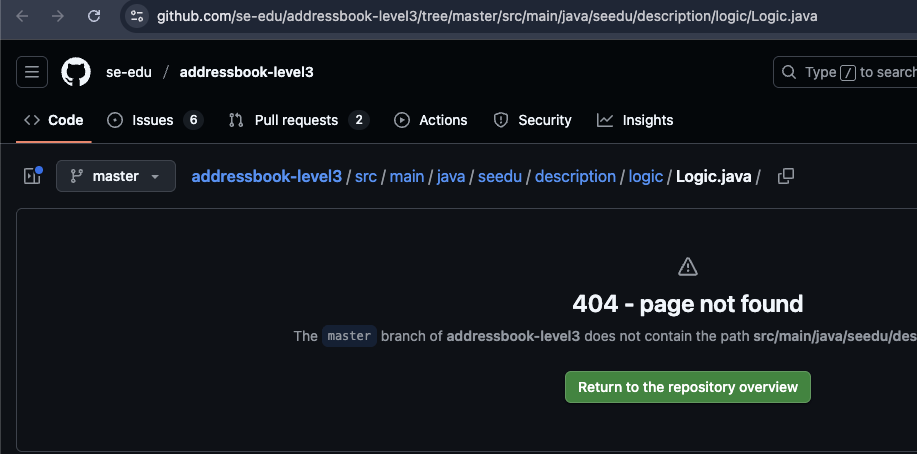 github.com/se-edu/addressbook-level3/tree/master/src/main/java/seedu/description/logic/Logic.java
se-edu / addressbook-level3
Type / to search
Code Issues 6 Pull requests 2 Actions Security Insights
master addressbook-level3 / src / main / java / seedu / description / logic / Logic.java /
404 - page not found
The master branch of addressbook-level3 does not contain the path src/main/java/seedu/des
Return to the repository overview